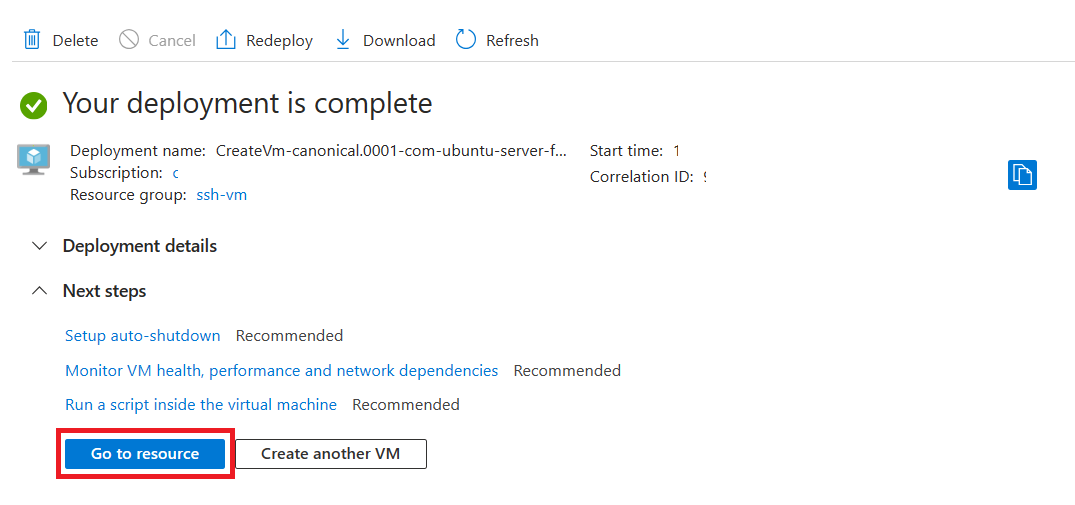 Delete Cancel Redeploy Download Refresh
Your deployment is complete
Deployment name: CreateVm-canonical.0001-com-ubuntu-server-f... Start time: 1
Subscription: c
Correlation ID:
Resource group: ssh-vm
Deployment details
Next steps
Setup auto-shutdown Recommended
Monitor VM health, performance and network dependencies Recommended
Run a script inside the virtual machine Recommended
Go to resource Create another VM